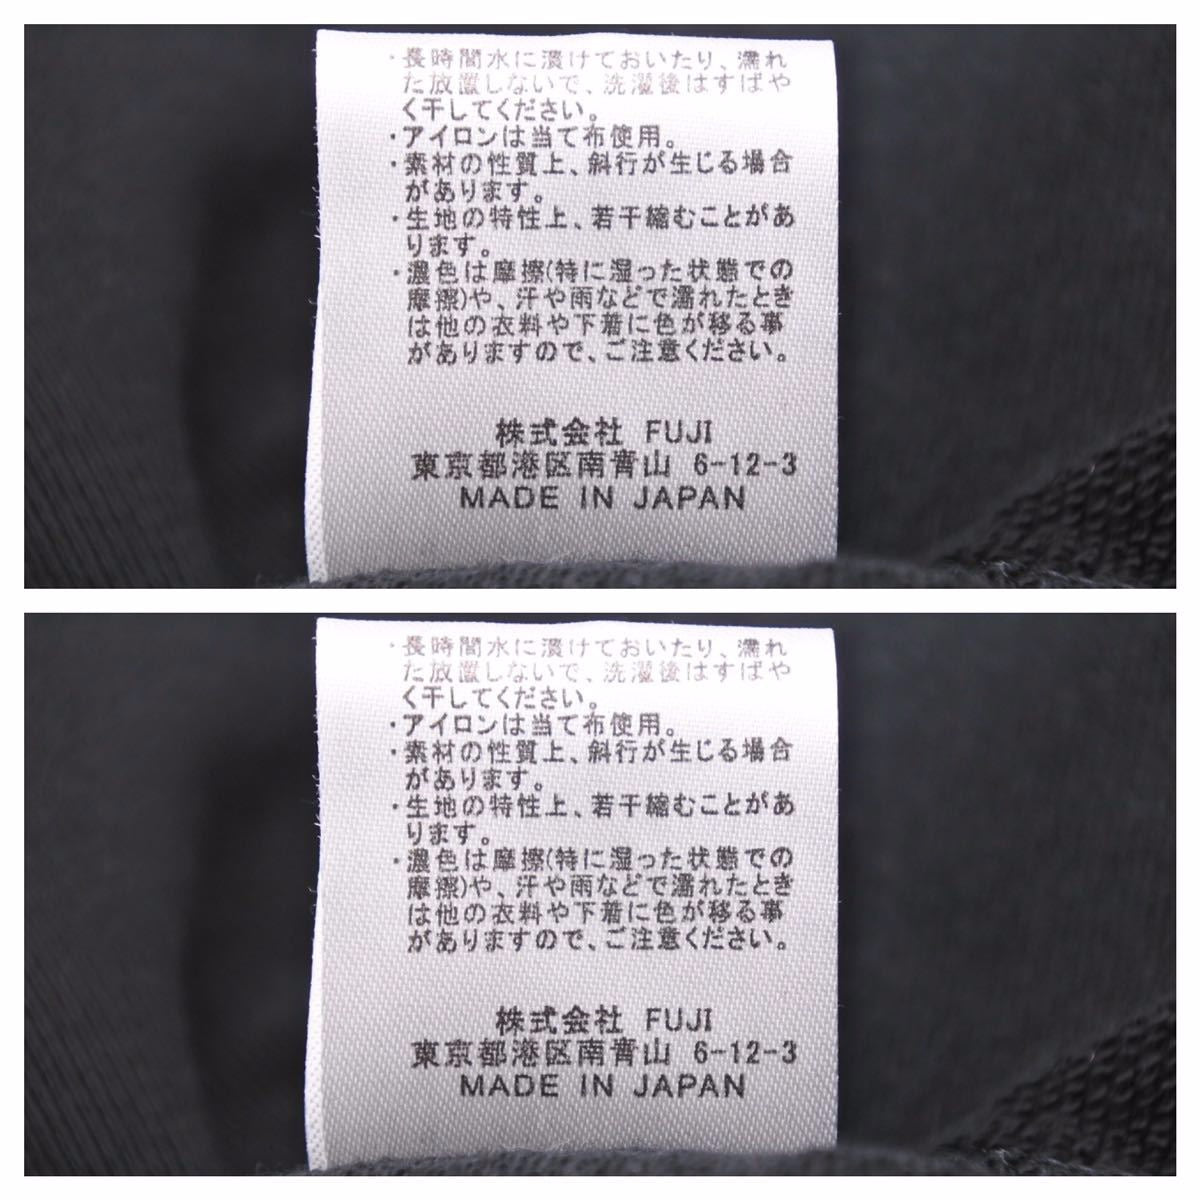 ・長時間水に漬けておいたり、濡れ
た放置しないで、洗濯後はすばや
く干してください。
・アイロンは当て布使用。
・素材の性質上、斜行が生じる場合
があります。
・生地の特性上、若干縮むことがあ
ります。
・濃色は摩擦(特に湿った状態での
摩擦)や、汗や雨などで濡れたとき
は他の衣料や下着に色が移る事
がありますので、ご注意ください。
株式会社 FUJI
東京都港区南青山 6-12-3
MADE IN JAPAN
・長時間水に漬けておいたり、濡れ
た放置しないで、洗濯後はすばや
く干してください。
・アイロンは当て布使用。
・素材の性質上、斜行が生じる場合
があります。
・生地の特性上、若干縮むことがあ
ります。
・濃色は摩擦(特に湿った状態での
摩擦)や、汗や雨などで濡れたとき
は他の衣料や下着に色が移る事
がありますので、ご注意ください。
株式会社 FUJI
東京都港区南青山 6-12-3
MADE IN JAPAN